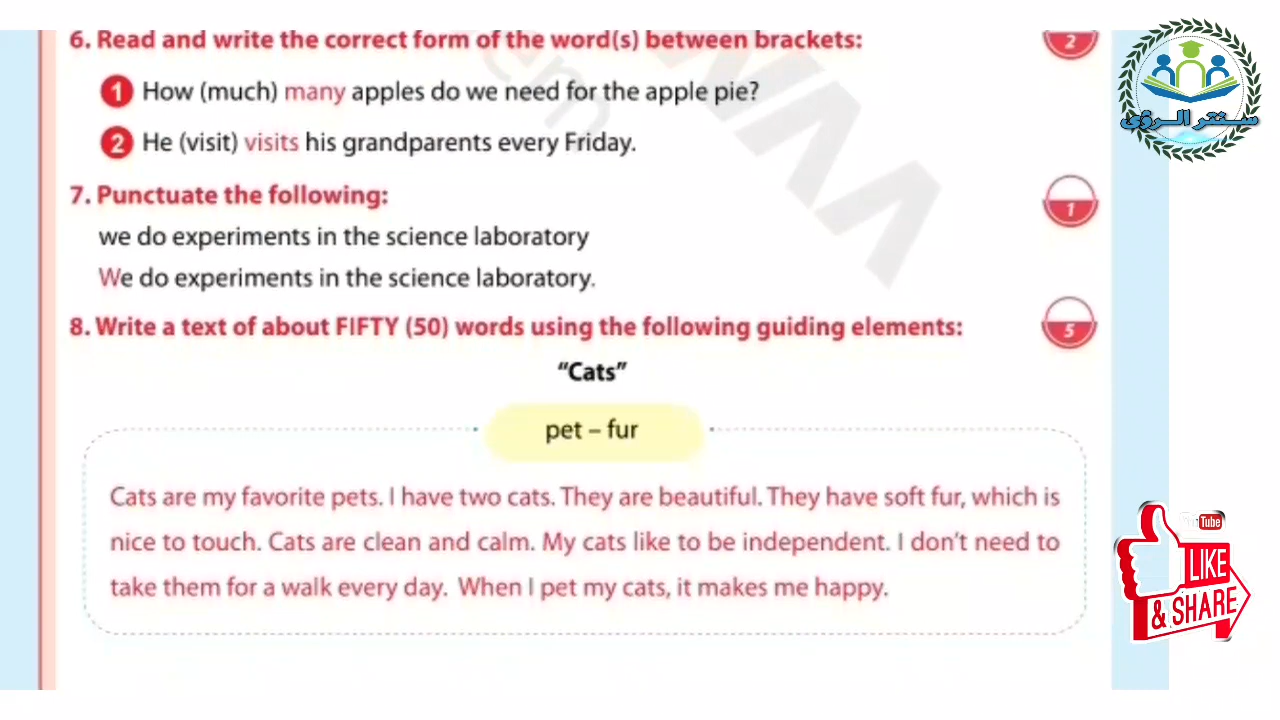 6. Read and write the correct form of the word(s) between brackets:
2
1 How (much) many apples do we need for the apple pie?
2 He (visit) visits his grandparents every Friday.
7. Punctuate the following:
1
we do experiments in the science laboratory
We do experiments in the science laboratory.
8. Write a text of about FIFTY (50) words using the following guiding elements:
5
“Cats”
pet – fur
Cats are my favorite pets. I have two cats. They are beautiful. They have soft fur, which is
nice to touch. Cats are clean and calm. My cats like to be independent. I don’t need to
take them for a walk every day. When I pet my cats, it makes me happy.
سنتر الرؤى
Tube
LIKE
& SHARE